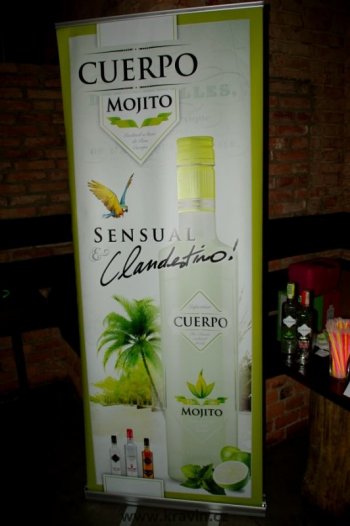 CUERPO
MOJITO
SENSUAL
& Clandestino!
CUERPO
MOJITO